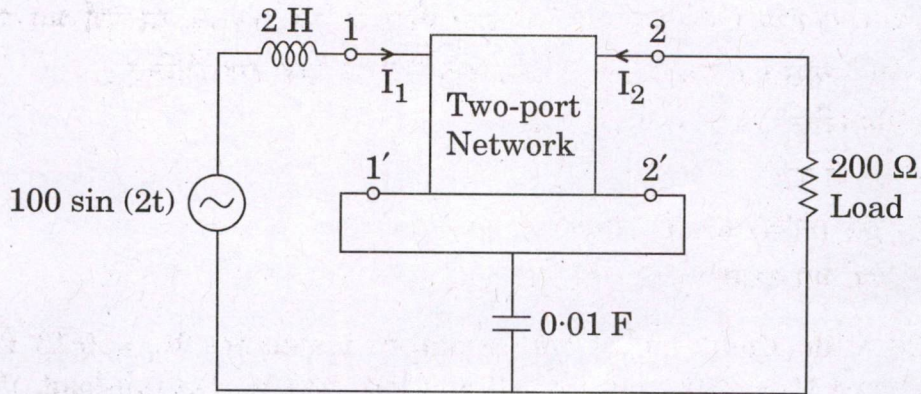 2 H
1
I₁
2
I₂
Two-port
Network
1′
2′
100 sin (2t)
200 Ω
Load
0·01 F